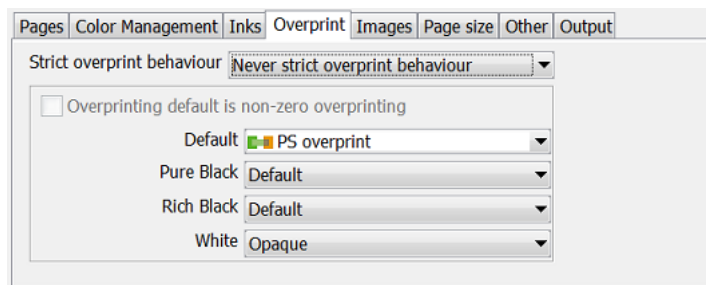 Pages Color Management Inks Overprint Images Page size Other Output
Strict overprint behaviour Never strict overprint behaviour
Overprinting default is non-zero overprinting
Default PS overprint
Pure Black Default
Rich Black Default
White Opaque